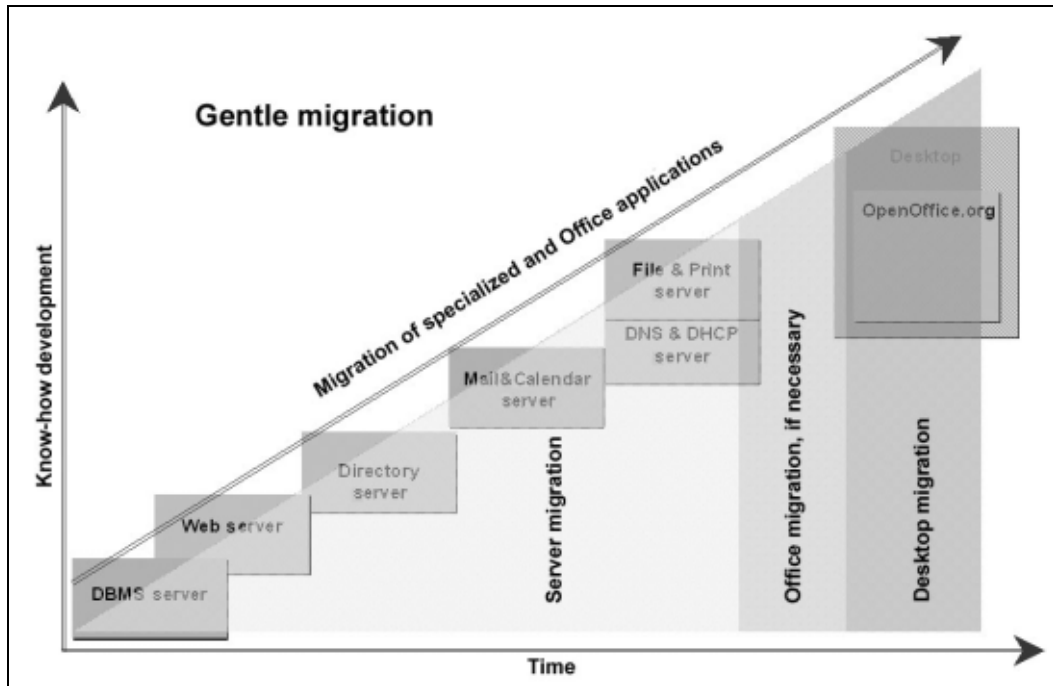 Gentle migration
Know-how development
Migration of specialized and Office applications
Desktop
OpenOffice.org
File & Print
server
DNS & DHCP
server
Mail&Calendar
server
Directory
server
Web server
DBMS server
Server migration
Office migration, if necessary
Desktop migration
Time